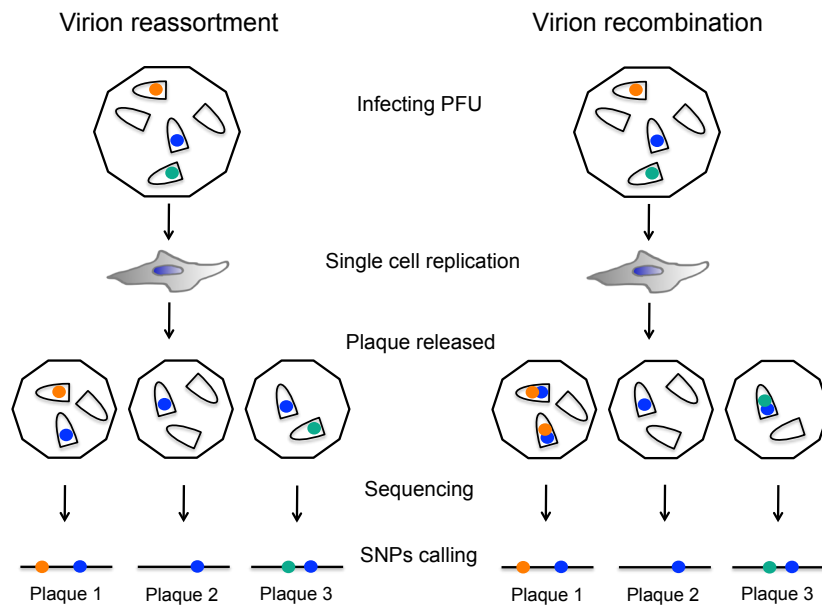 Virion reassortment
Virion recombination
Infecting PFU
Single cell replication
Plaque released
Sequencing
SNPs calling
Plaque 1
Plaque 2
Plaque 3
Plaque 1
Plaque 2
Plaque 3